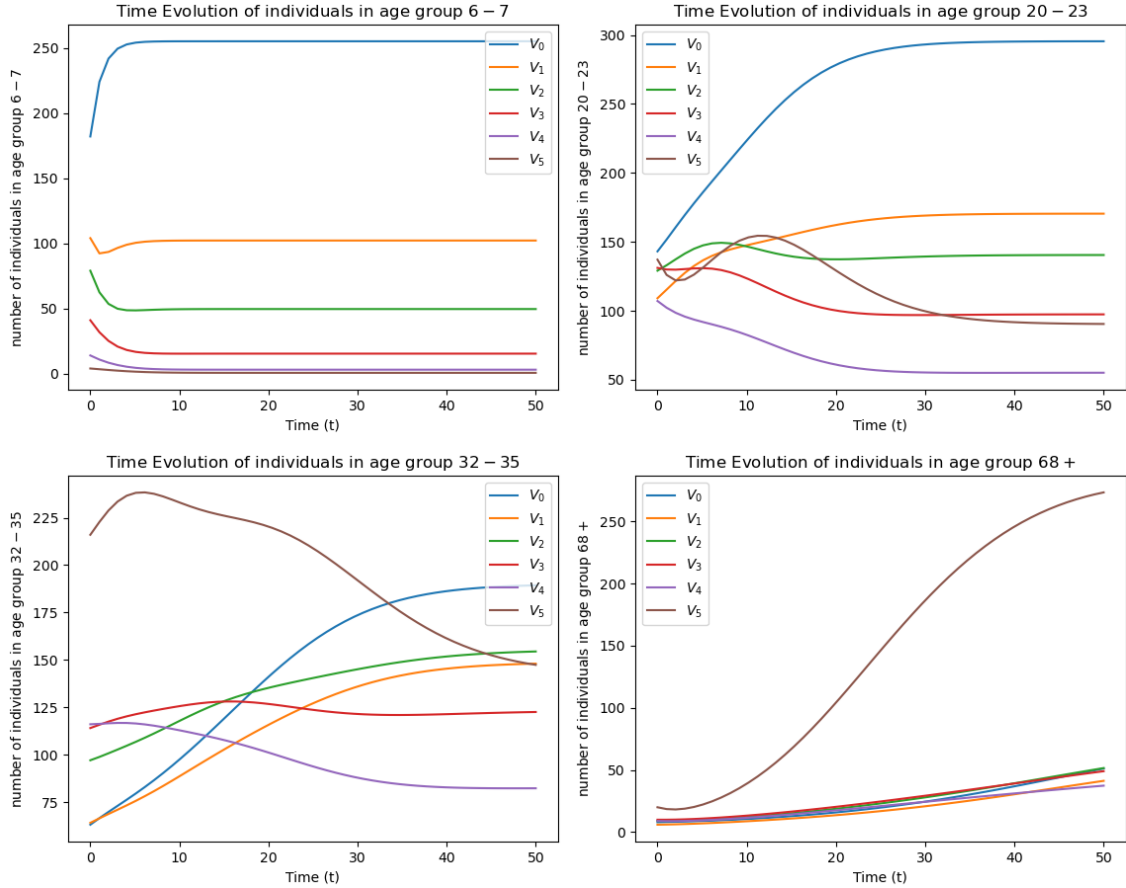 Time Evolution of individuals in age group 6 − 7
number of individuals in age group 6 − 7
250
200
150
100
50
0
V0
V1
V2
V3
V4
V5
0 10 20 30 40 50
Time (t)
Time Evolution of individuals in age group 20 − 23
number of individuals in age group 20 − 23
300
250
200
150
100
50
V0
V1
V2
V3
V4
V5
0 10 20 30 40 50
Time (t)
Time Evolution of individuals in age group 32 − 35
number of individuals in age group 32 − 35
225
200
175
150
125
100
75
V0
V1
V2
V3
V4
V5
0 10 20 30 40 50
Time (t)
Time Evolution of individuals in age group 68 +
number of individuals in age group 68 +
250
200
150
100
50
0
V0
V1
V2
V3
V4
V5
0 10 20 30 40 50
Time (t)